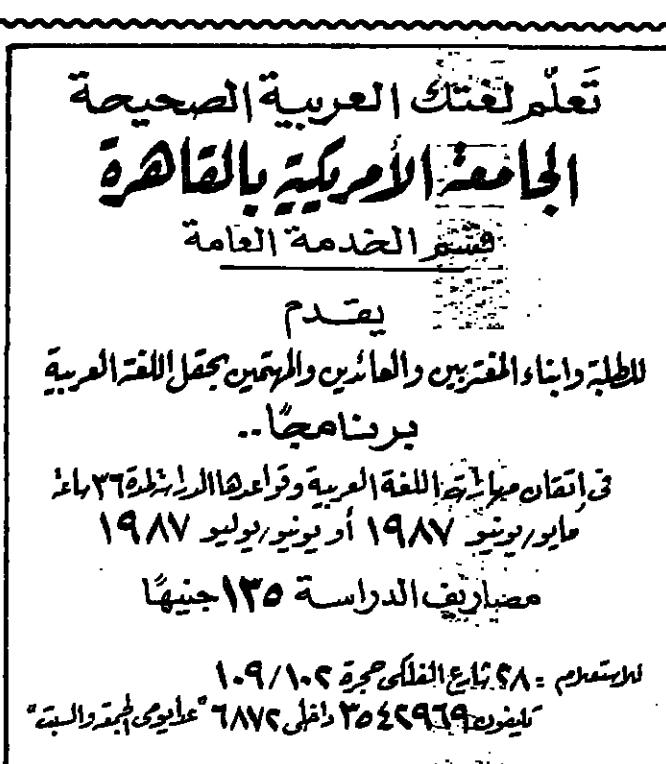 تَعلّم لغتك العربية الصحيحة
الجامعة الأمريكية بالقاهرة
قسم الخدمة العامة
يقدم
للطلبة وابناء المغتربين والعائدين والمهتمين بحقل اللغة العربية
برنامجًا..
فى إتقان مهارة اللغة العربية وقواعدها الدراسة لمدة ٣٦ ساعة
مايو/يونيو ١٩٨٧ أو يونيو/يوليو ١٩٨٧
مصاريف الدراسة ١٣٥ جنيهًا
للاستعلام : ٢٨ شارع الفلكى حجرة ١٠٢/١٠٩
تليفون ٣٥٤٢٩٦٩ داخلى ٦٨٧٢ "عدا يومى الجمعة والسبت"